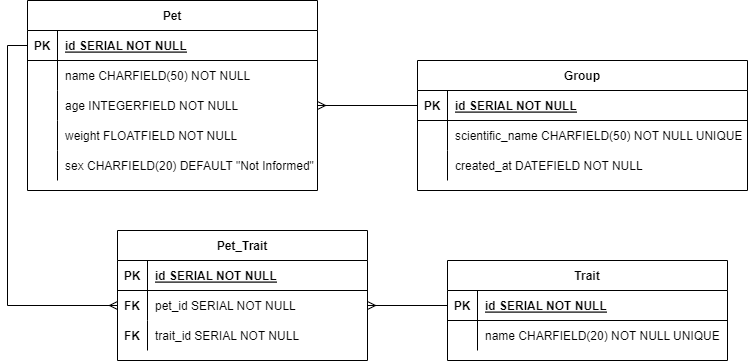 Pet
PK id SERIAL NOT NULL
name CHARFIELD(50) NOT NULL
age INTEGERFIELD NOT NULL
weight FLOATFIELD NOT NULL
sex CHARFIELD(20) DEFAULT "Not Informed"
Group
PK id SERIAL NOT NULL
scientific_name CHARFIELD(50) NOT NULL UNIQUE
created_at DATEFIELD NOT NULL
Pet_Trait
PK id SERIAL NOT NULL
FK pet_id SERIAL NOT NULL
FK trait_id SERIAL NOT NULL
Trait
PK id SERIAL NOT NULL
name CHARFIELD(20) NOT NULL UNIQUE